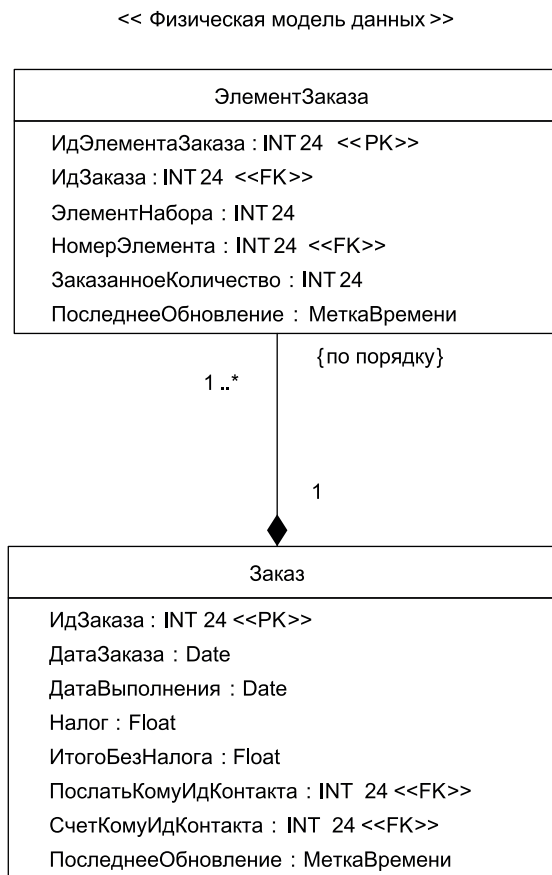 << Физическая модель данных >>
ЭлементЗаказа
ИдЭлементаЗаказа : INT 24 <<PK>>
ИдЗаказа : INT 24 <<FK>>
ЭлементНабора : INT 24
НомерЭлемента : INT 24 <<FK>>
ЗаказанноеКоличество : INT 24
ПоследнееОбновление : МеткаВремени
{по порядку}
1 ..*
1
Заказ
ИдЗаказа : INT 24 <<PK>>
ДатаЗаказа : Date
ДатаВыполнения : Date
Налог : Float
ИтогоБезНалога : Float
ПослатьКомуИдКонтакта : INT 24 <<FK>>
СчетКомуИдКонтакта : INT 24 <<FK>>
ПоследнееОбновление : МеткаВремени